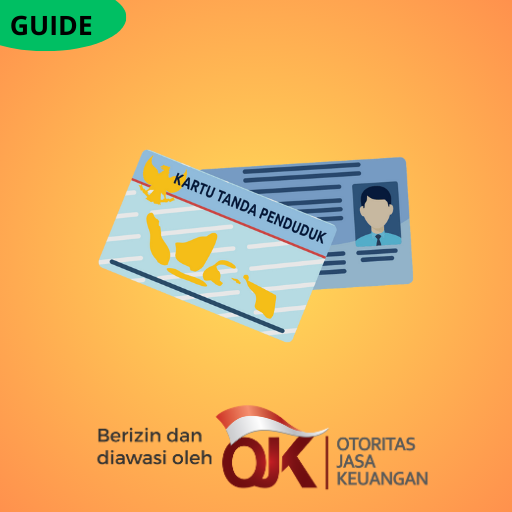 GUIDE
KARTU TANDA PENDUDUK
Berizin dan
diawasi oleh
OJK
OTORITAS
JASA
KEUANGAN